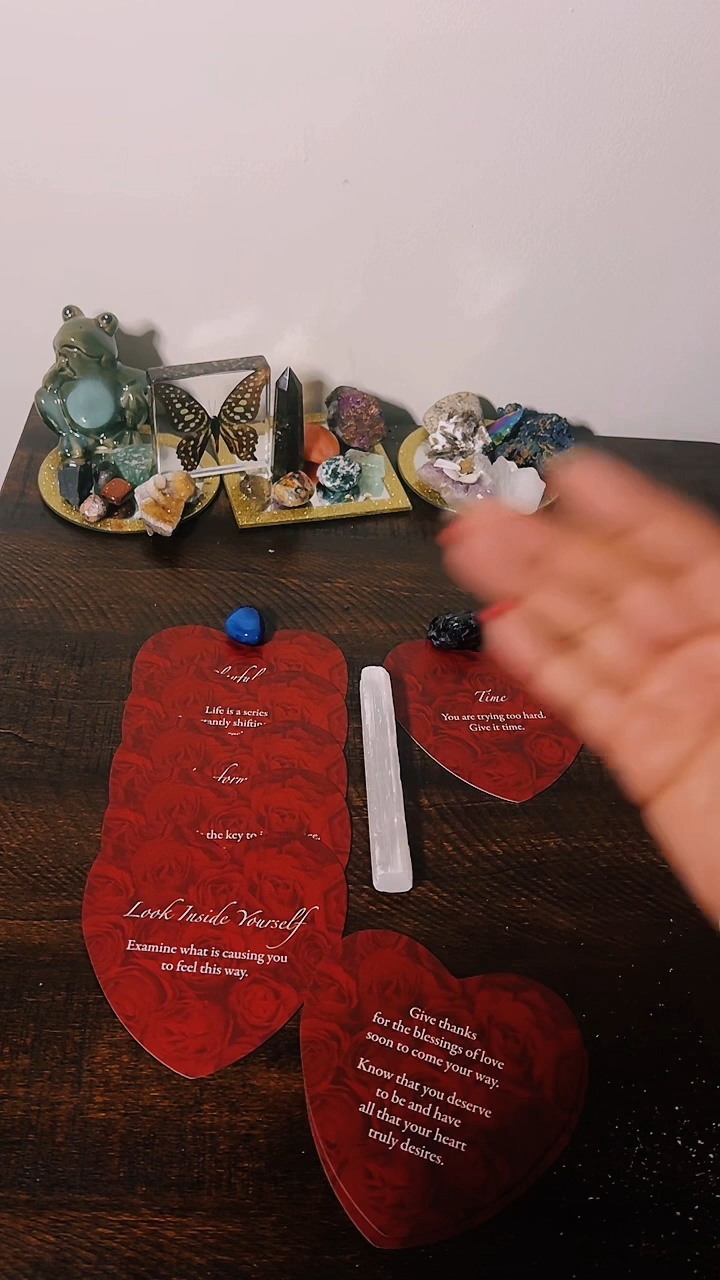 Life is a series
Time
You are trying too hard.
Give it time.
the key to
Look Inside Yourself
Examine what is causing you
to feel this way.
Give thanks
for the blessings of love
soon to come your way.
Know that you deserve
to be and have
all that your heart
truly desires.